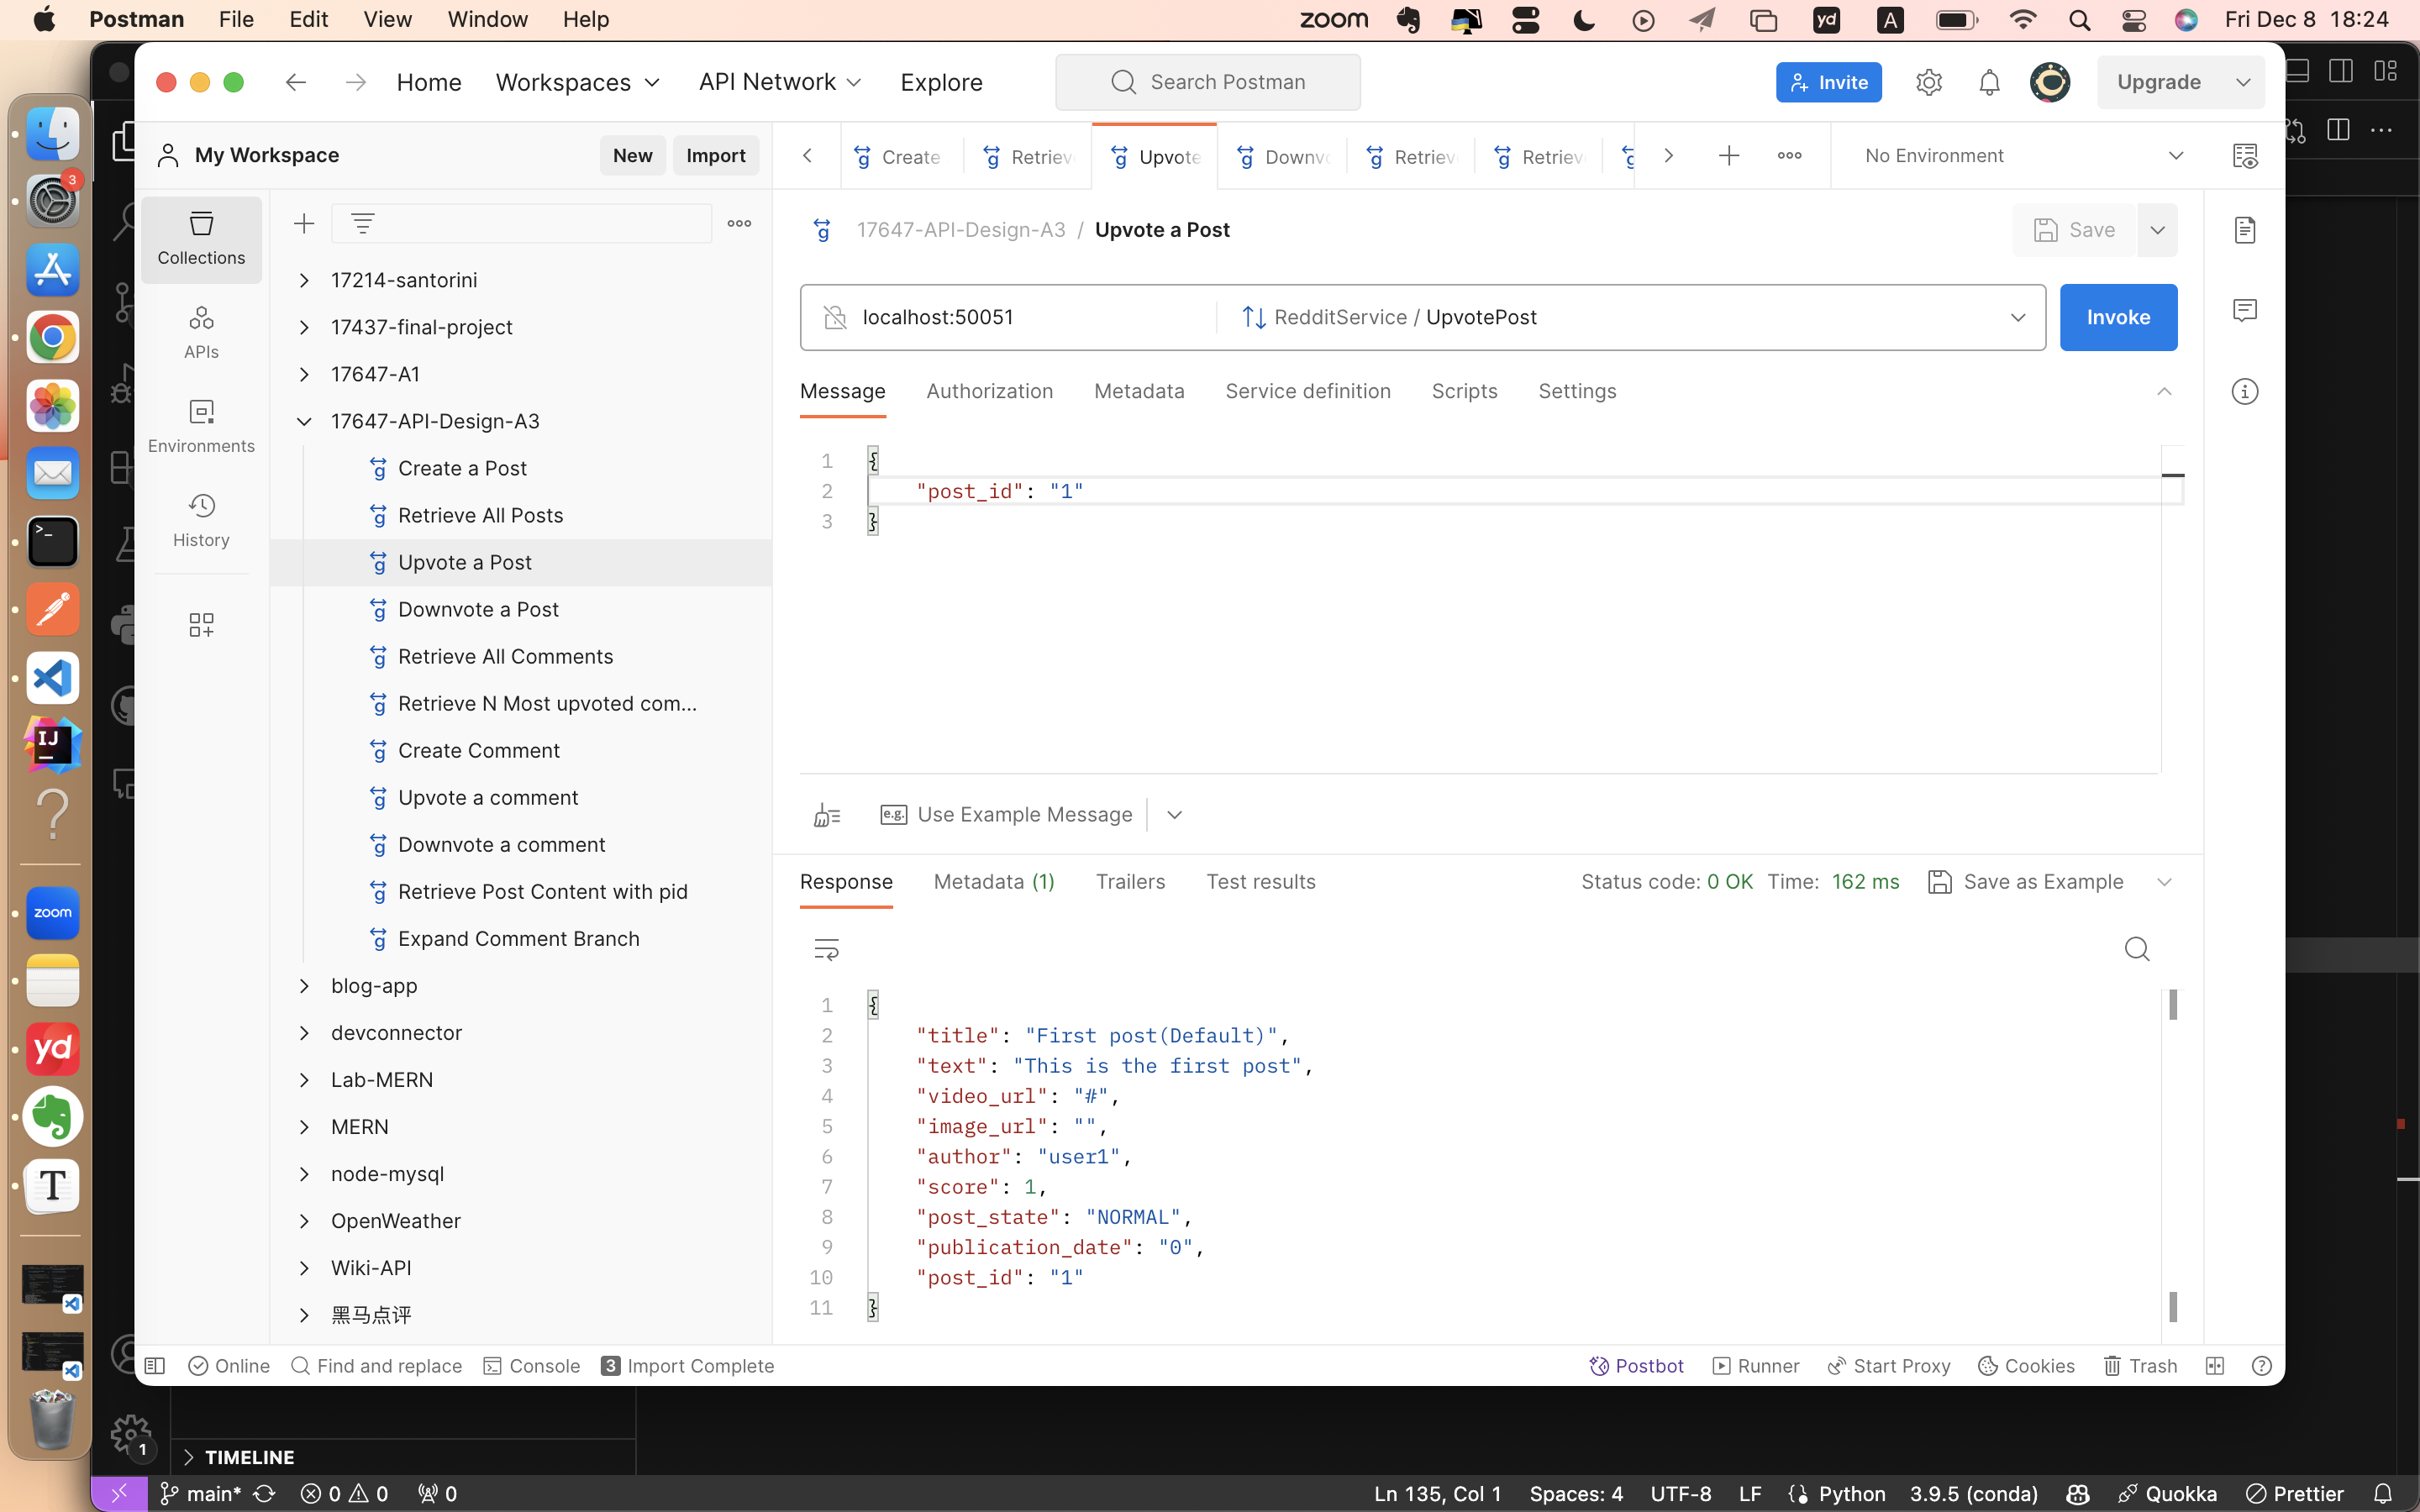 Postman File Edit View Window Help zoom yd A Fri Dec 8 18:24
Home Workspaces API Network Explore Search Postman Invite Upgrade
My Workspace New Import Create Retriev Upvote Downvo Retriev Retriev No Environment
Collections
APIs
Environments
History
17214-santorini
17437-final-project
17647-A1
17647-API-Design-A3
Create a Post
Retrieve All Posts
Upvote a Post
Downvote a Post
Retrieve All Comments
Retrieve N Most upvoted com...
Create Comment
Upvote a comment
Downvote a comment
Retrieve Post Content with pid
Expand Comment Branch
blog-app
devconnector
Lab-MERN
MERN
node-mysql
OpenWeather
Wiki-API
黑马点评
17647-API-Design-A3 / Upvote a Post Save
localhost:50051 RedditService / UpvotePost Invoke
Message Authorization Metadata Service definition Scripts Settings
1 {
2 "post_id": "1"
3 }
e.g. Use Example Message
Response Metadata (1) Trailers Test results Status code: 0 OK Time: 162 ms Save as Example
1 {
2 "title": "First post(Default)",
3 "text": "This is the first post",
4 "video_url": "#",
5 "image_url": "",
6 "author": "user1",
7 "score": 1,
8 "post_state": "NORMAL",
9 "publication_date": "0",
10 "post_id": "1"
11 }
Online Find and replace Console 3 Import Complete Postbot Runner Start Proxy Cookies Trash
3
IJ
zoom
yd
T
1
TIMELINE
main* 0 0 0 Ln 135, Col 1 Spaces: 4 UTF-8 LF Python 3.9.5 (conda) Quokka Prettier